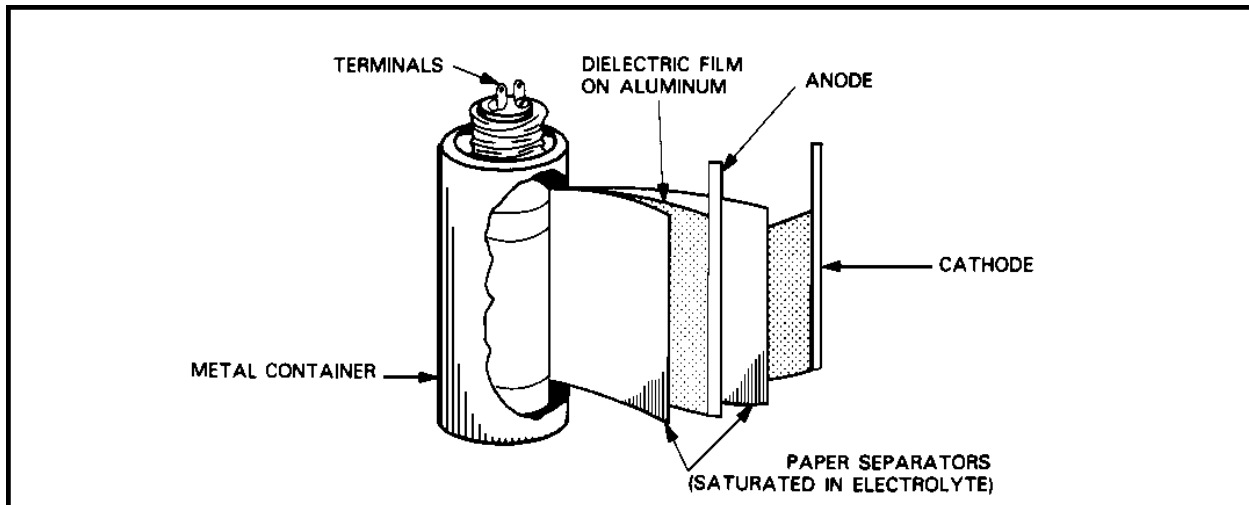 TERMINALS
DIELECTRIC FILM
ON ALUMINUM
ANODE
CATHODE
METAL CONTAINER
PAPER SEPARATORS
(SATURATED IN ELECTROLYTE)